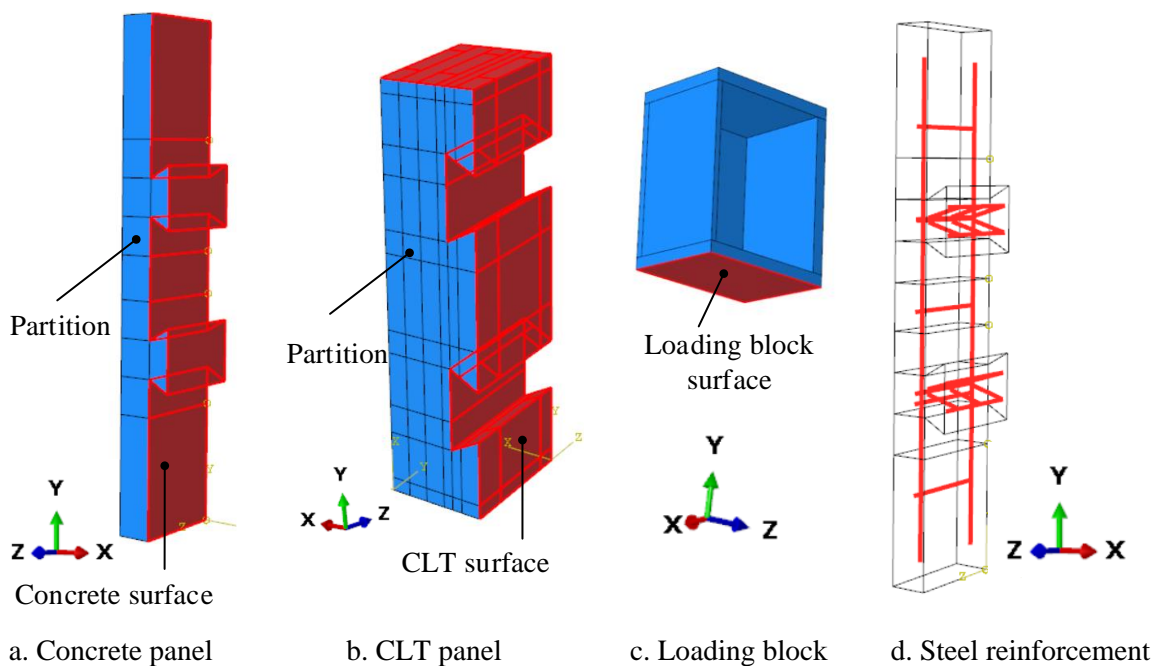 Partition
Concrete surface
Y
Z
X
Y
Z
a. Concrete panel
Partition
CLT surface
X
Y
Y
X
Z
Y
X
Z
b. CLT panel
Loading block
surface
Y
X
Z
c. Loading block
Y
Z
X
Z
d. Steel reinforcement